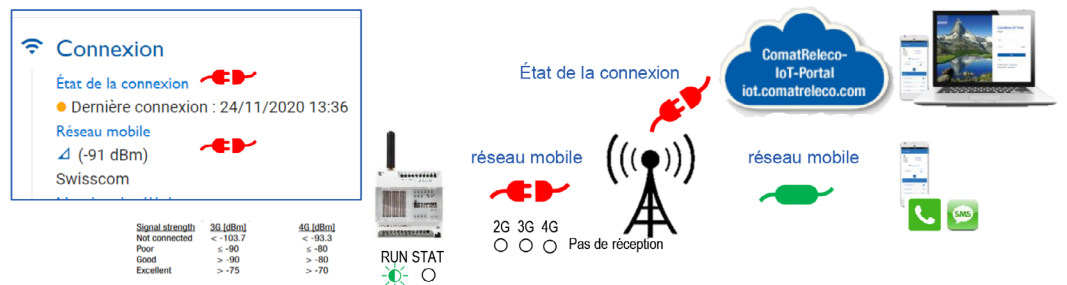 Connexion
État de la connexion
Dernière connexion : 24/11/2020 13:36
Réseau mobile
(-91 dBm)
Swisscom
Signal strength 3G [dBm] 4G [dBm]
Not connected < -103.7 < -93.3
Poor ≤ -90 ≤ -80
Good > -90 > -80
Excellent > -75 > -70
RUN STAT
réseau mobile
2G 3G 4G
Pas de réception
État de la connexion
ComatReleco-
IoT-Portal
iot.comatreleco.com
réseau mobile
SMS